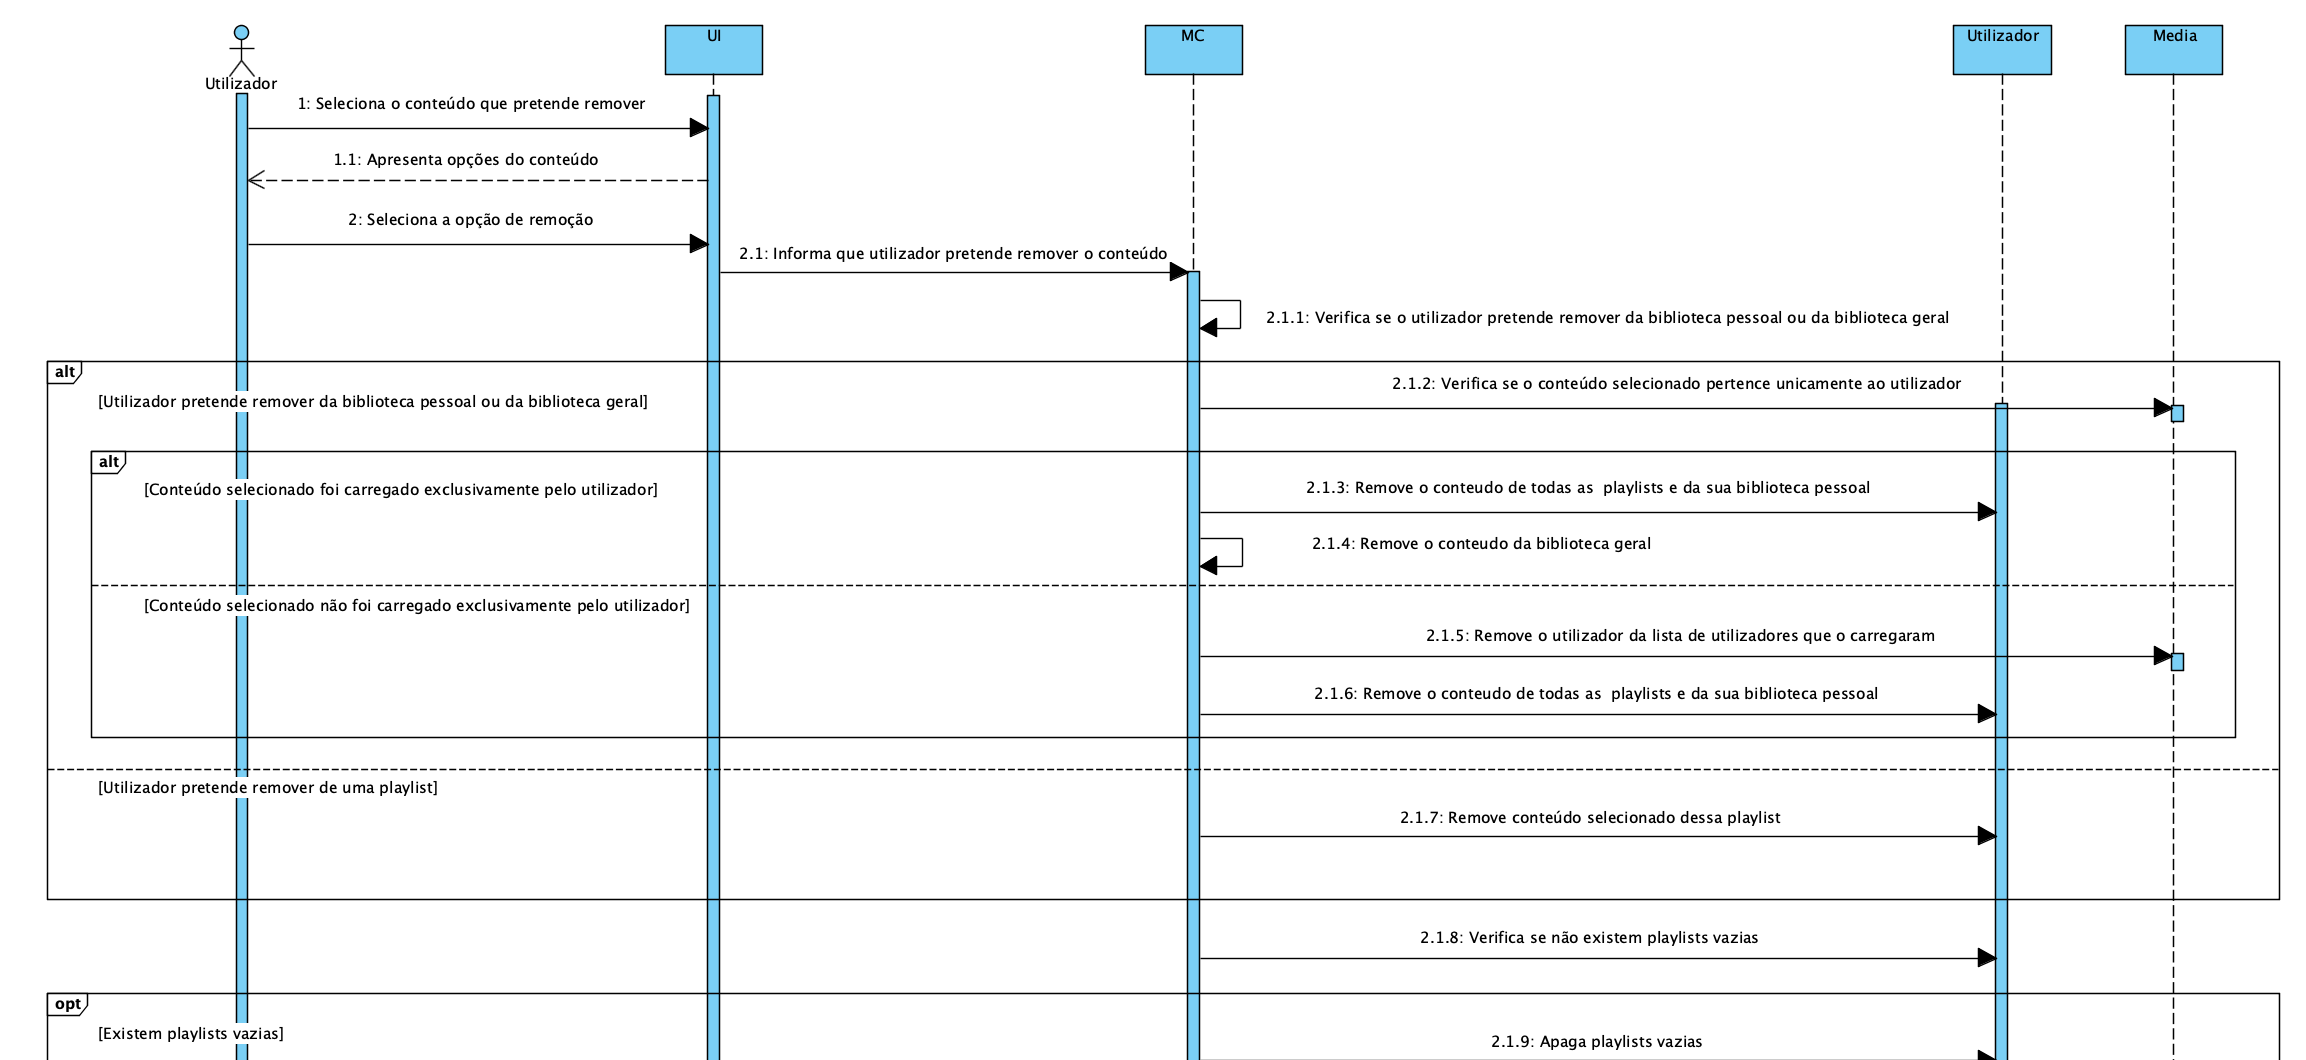 Utilizador
UI
MC
Utilizador
Media
1: Seleciona o conteúdo que pretende remover
1.1: Apresenta opções do conteúdo
2: Seleciona a opção de remoção
2.1: Informa que utilizador pretende remover o conteúdo
2.1.1: Verifica se o utilizador pretende remover da biblioteca pessoal ou da biblioteca geral
alt
2.1.2: Verifica se o conteúdo selecionado pertence unicamente ao utilizador
[Utilizador pretende remover da biblioteca pessoal ou da biblioteca geral]
alt
[Conteúdo selecionado foi carregado exclusivamente pelo utilizador]
2.1.3: Remove o conteudo de todas as  playlists e da sua biblioteca pessoal
2.1.4: Remove o conteudo da biblioteca geral
[Conteúdo selecionado não foi carregado exclusivamente pelo utilizador]
2.1.5: Remove o utilizador da lista de utilizadores que o carregaram
2.1.6: Remove o conteudo de todas as  playlists e da sua biblioteca pessoal
[Utilizador pretende remover de uma playlist]
2.1.7: Remove conteúdo selecionado dessa playlist
2.1.8: Verifica se não existem playlists vazias
opt
[Existem playlists vazias]
2.1.9: Apaga playlists vazias